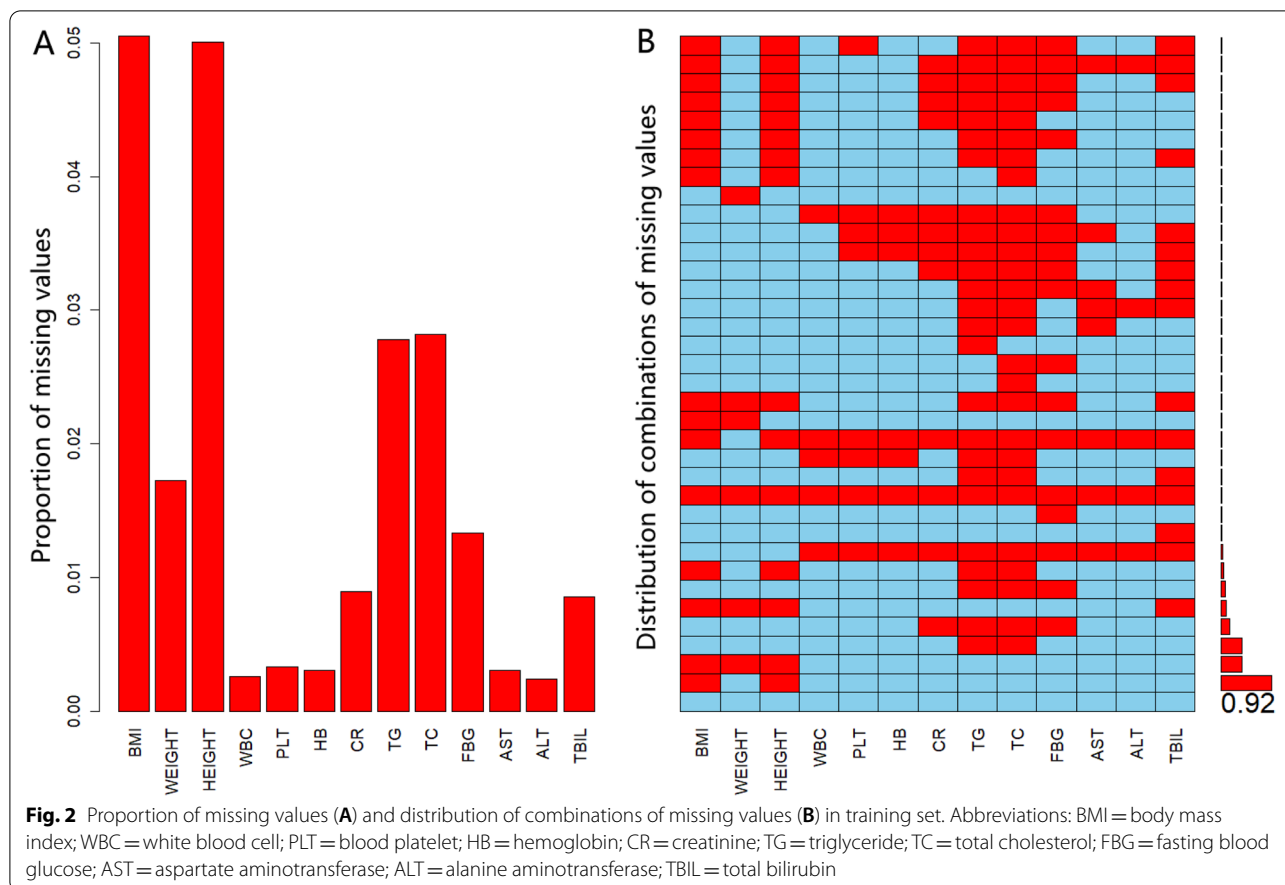 A
B
Proportion of missing values
0.00
0.01
0.02
0.03
0.04
0.05
BMI
WEIGHT
HEIGHT
WBC
PLT
HB
CR
TG
TC
FBG
AST
ALT
TBIL
Distribution of combinations of missing values
BMI
WEIGHT
HEIGHT
WBC
PLT
HB
CR
TG
TC
FBG
AST
ALT
TBIL
0.92
Fig. 2 Proportion of missing values (A) and distribution of combinations of missing values (B) in training set. Abbreviations: BMI = body mass
index; WBC = white blood cell; PLT = blood platelet; HB = hemoglobin; CR = creatinine; TG = triglyceride; TC = total cholesterol; FBG = fasting blood
glucose; AST = aspartate aminotransferase; ALT = alanine aminotransferase; TBIL = total bilirubin